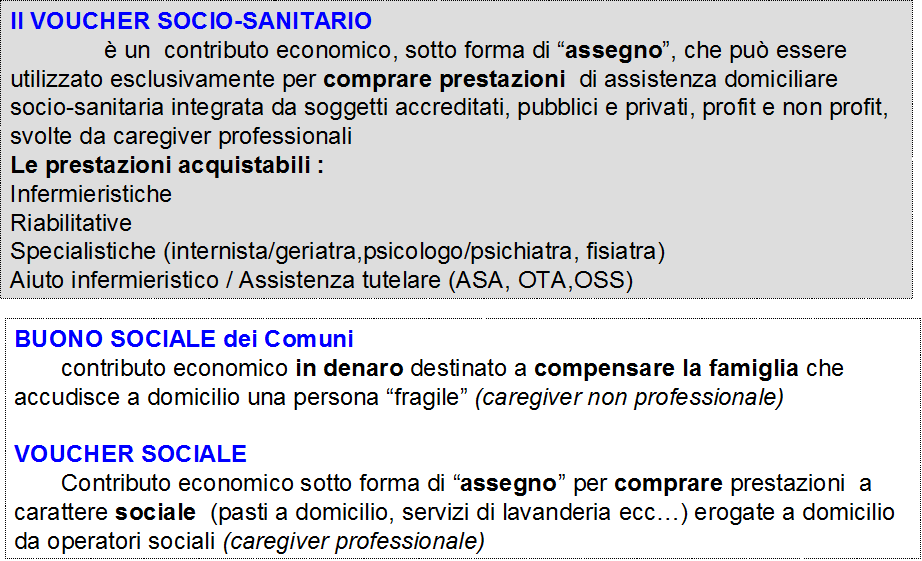 Il VOUCHER SOCIO-SANITARIO
è un contributo economico, sotto forma di “assegno”, che può essere
utilizzato esclusivamente per comprare prestazioni di assistenza domiciliare
socio-sanitaria integrata da soggetti accreditati, pubblici e privati, profit e non profit,
svolte da caregiver professionali
Le prestazioni acquistabili :
Infermieristiche
Riabilitative
Specialistiche (internista/geriatra,psicologo/psichiatra, fisiatra)
Aiuto infermieristico / Assistenza tutelare (ASA, OTA,OSS)
BUONO SOCIALE dei Comuni
contributo economico in denaro destinato a compensare la famiglia che
accudisce a domicilio una persona “fragile” (caregiver non professionale)
VOUCHER SOCIALE
Contributo economico sotto forma di “assegno” per comprare prestazioni a
carattere sociale (pasti a domicilio, servizi di lavanderia ecc…) erogate a domicilio
da operatori sociali (caregiver professionale)